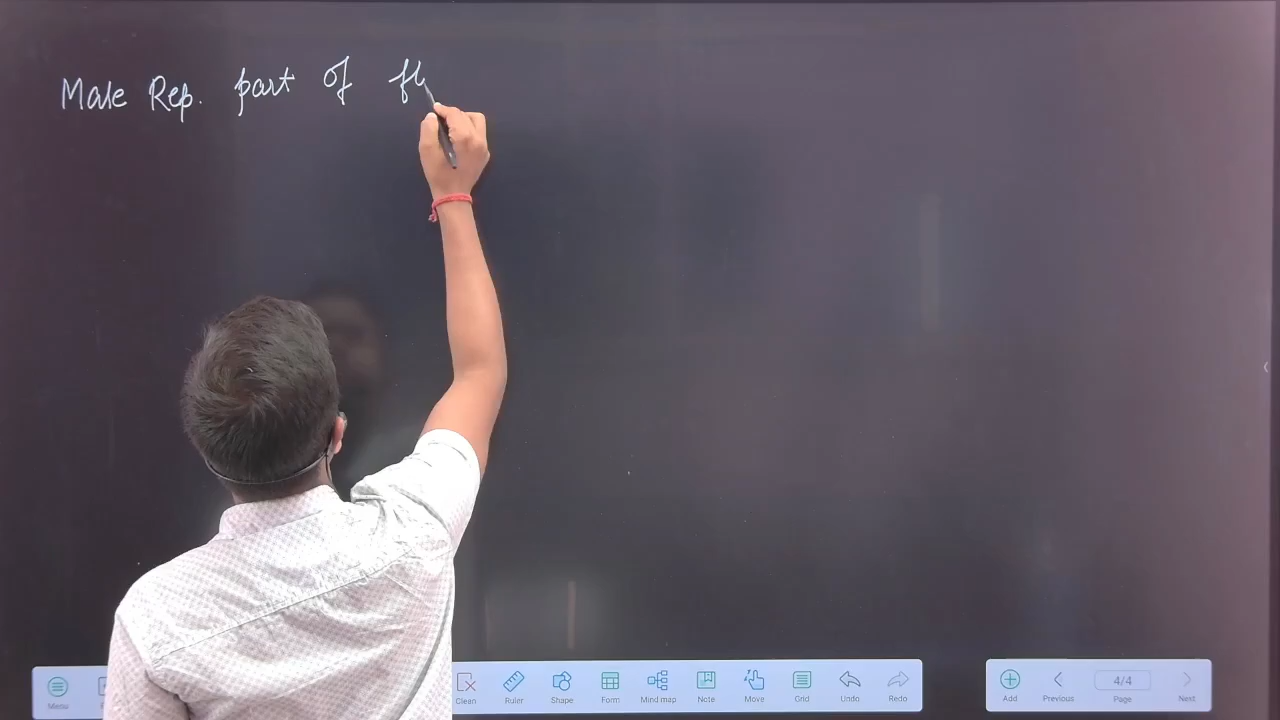 Male Rep. part of fl
Menu
Clean
Ruler
Shape
Form
Mind map
Note
Move
Grid
Undo
Redo
Add
Previous
4/4
Page
Next